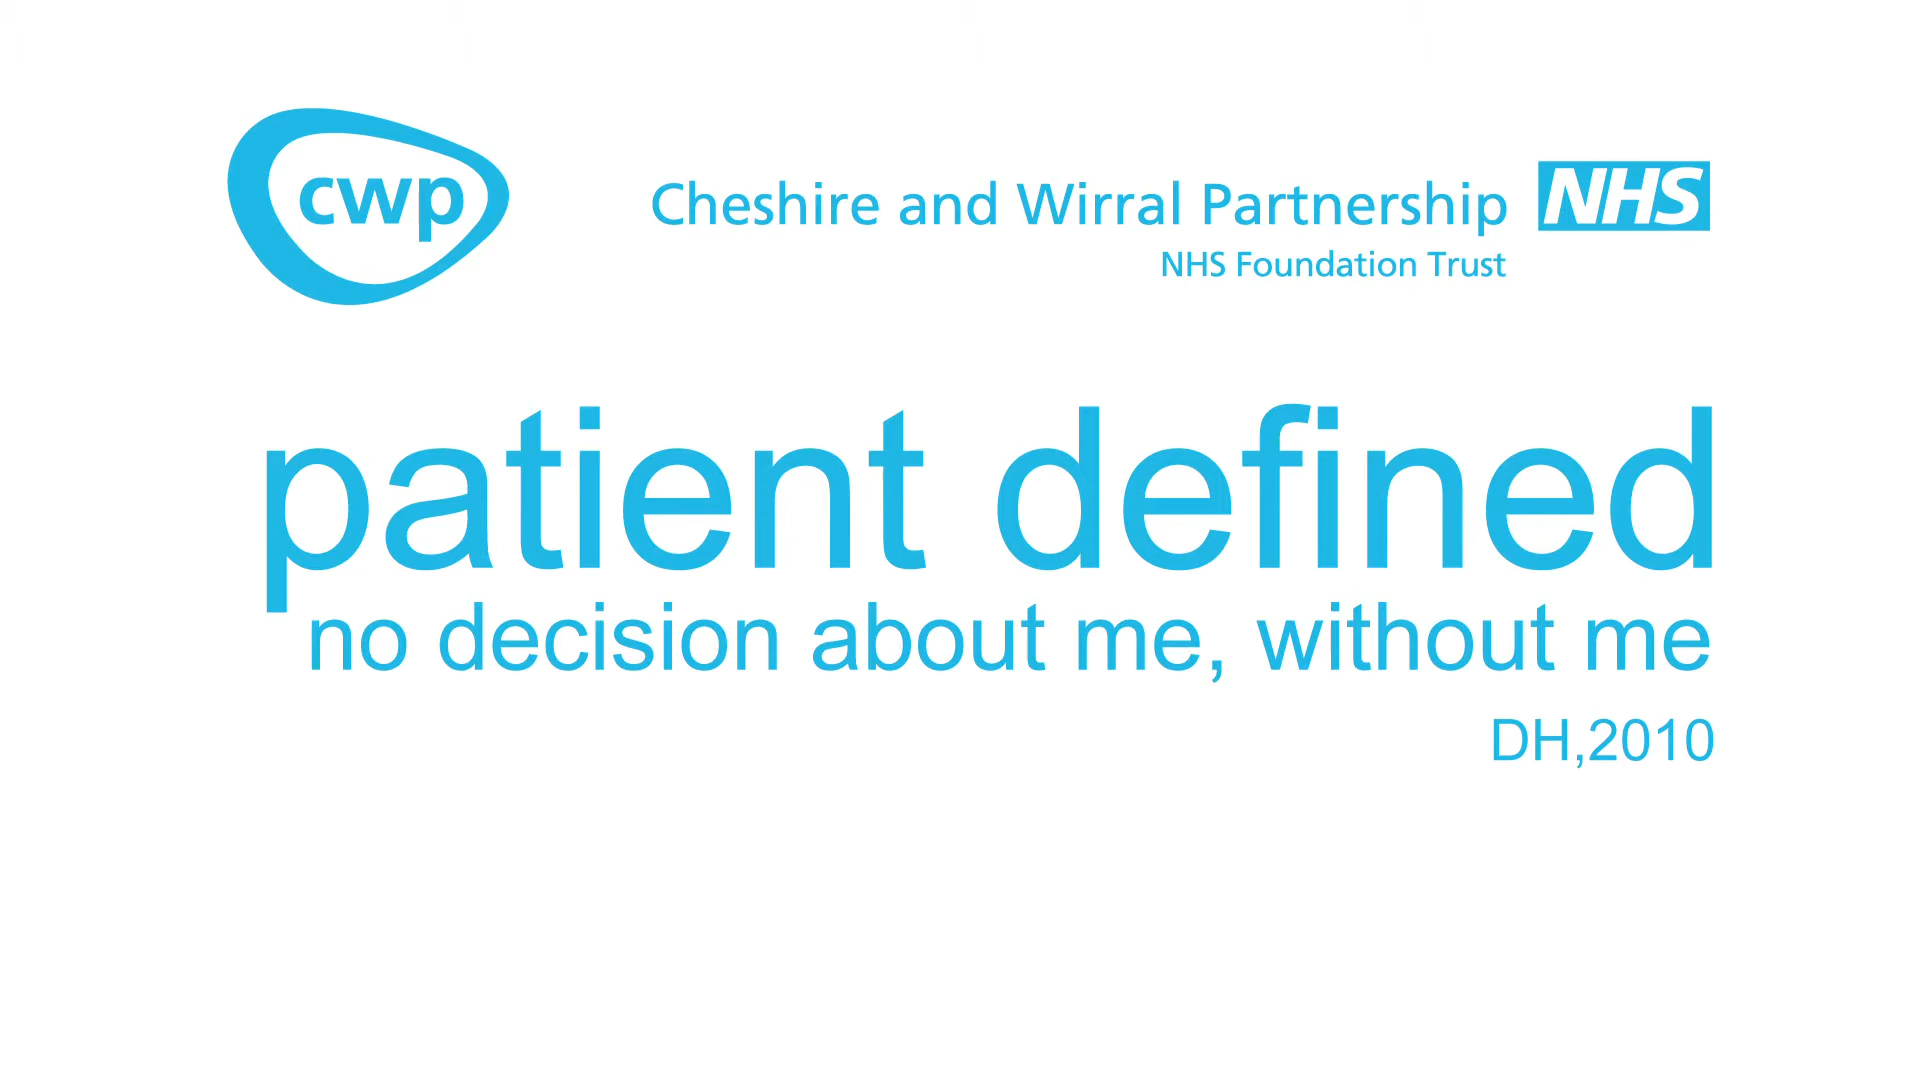 cwp
Cheshire and Wirral Partnership NHS
NHS Foundation Trust
patient defined
no decision about me, without me
DH,2010